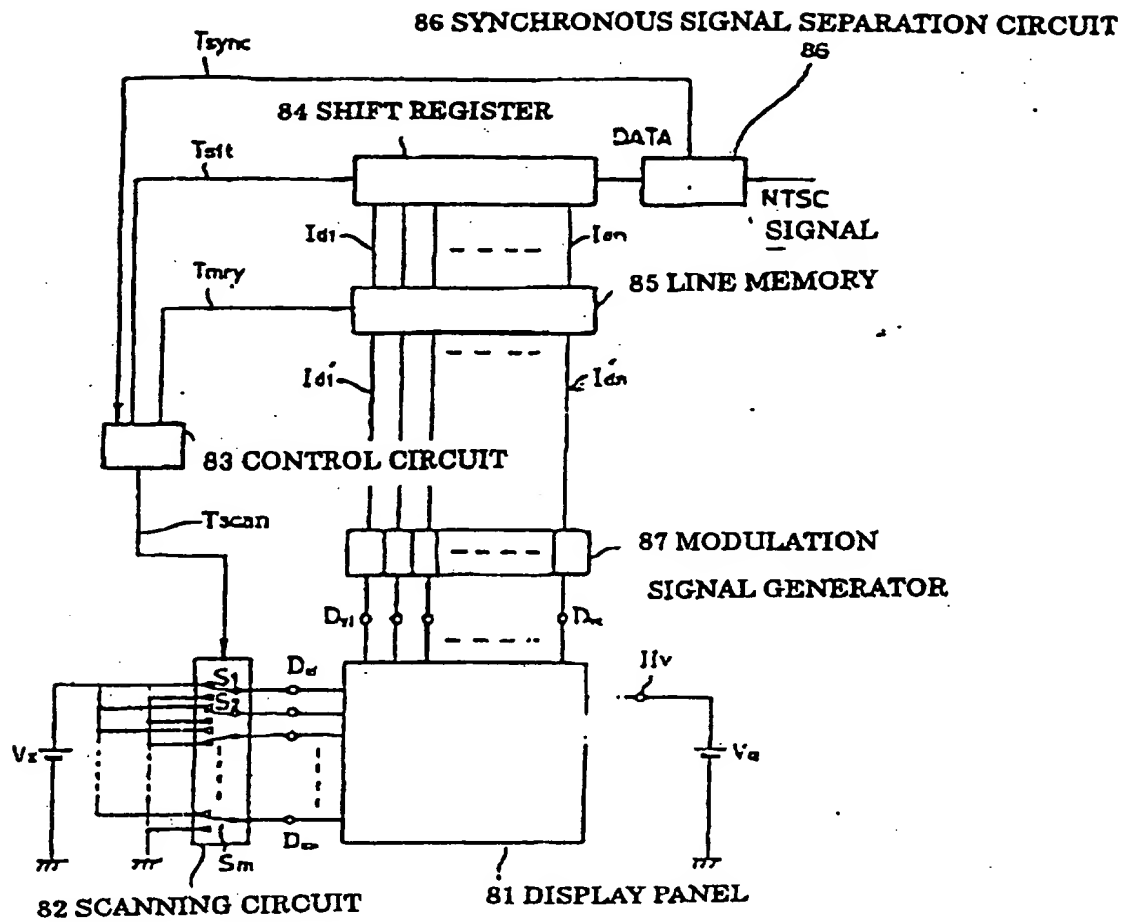 86 SYNCHRONOUS SIGNAL SEPARATION CIRCUIT
86
Tsync
84 SHIFT REGISTER
DATA
Tsft
NTSC
SIGNAL
Id1
Tmry
85 LINE MEMORY
Id1'
Idn'
83 CONTROL CIRCUIT
Tscan
87 MODULATION
SIGNAL GENERATOR
Dy1
Hv
S1
S2
Vx
Va
Sm
81 DISPLAY PANEL
82 SCANNING CIRCUIT